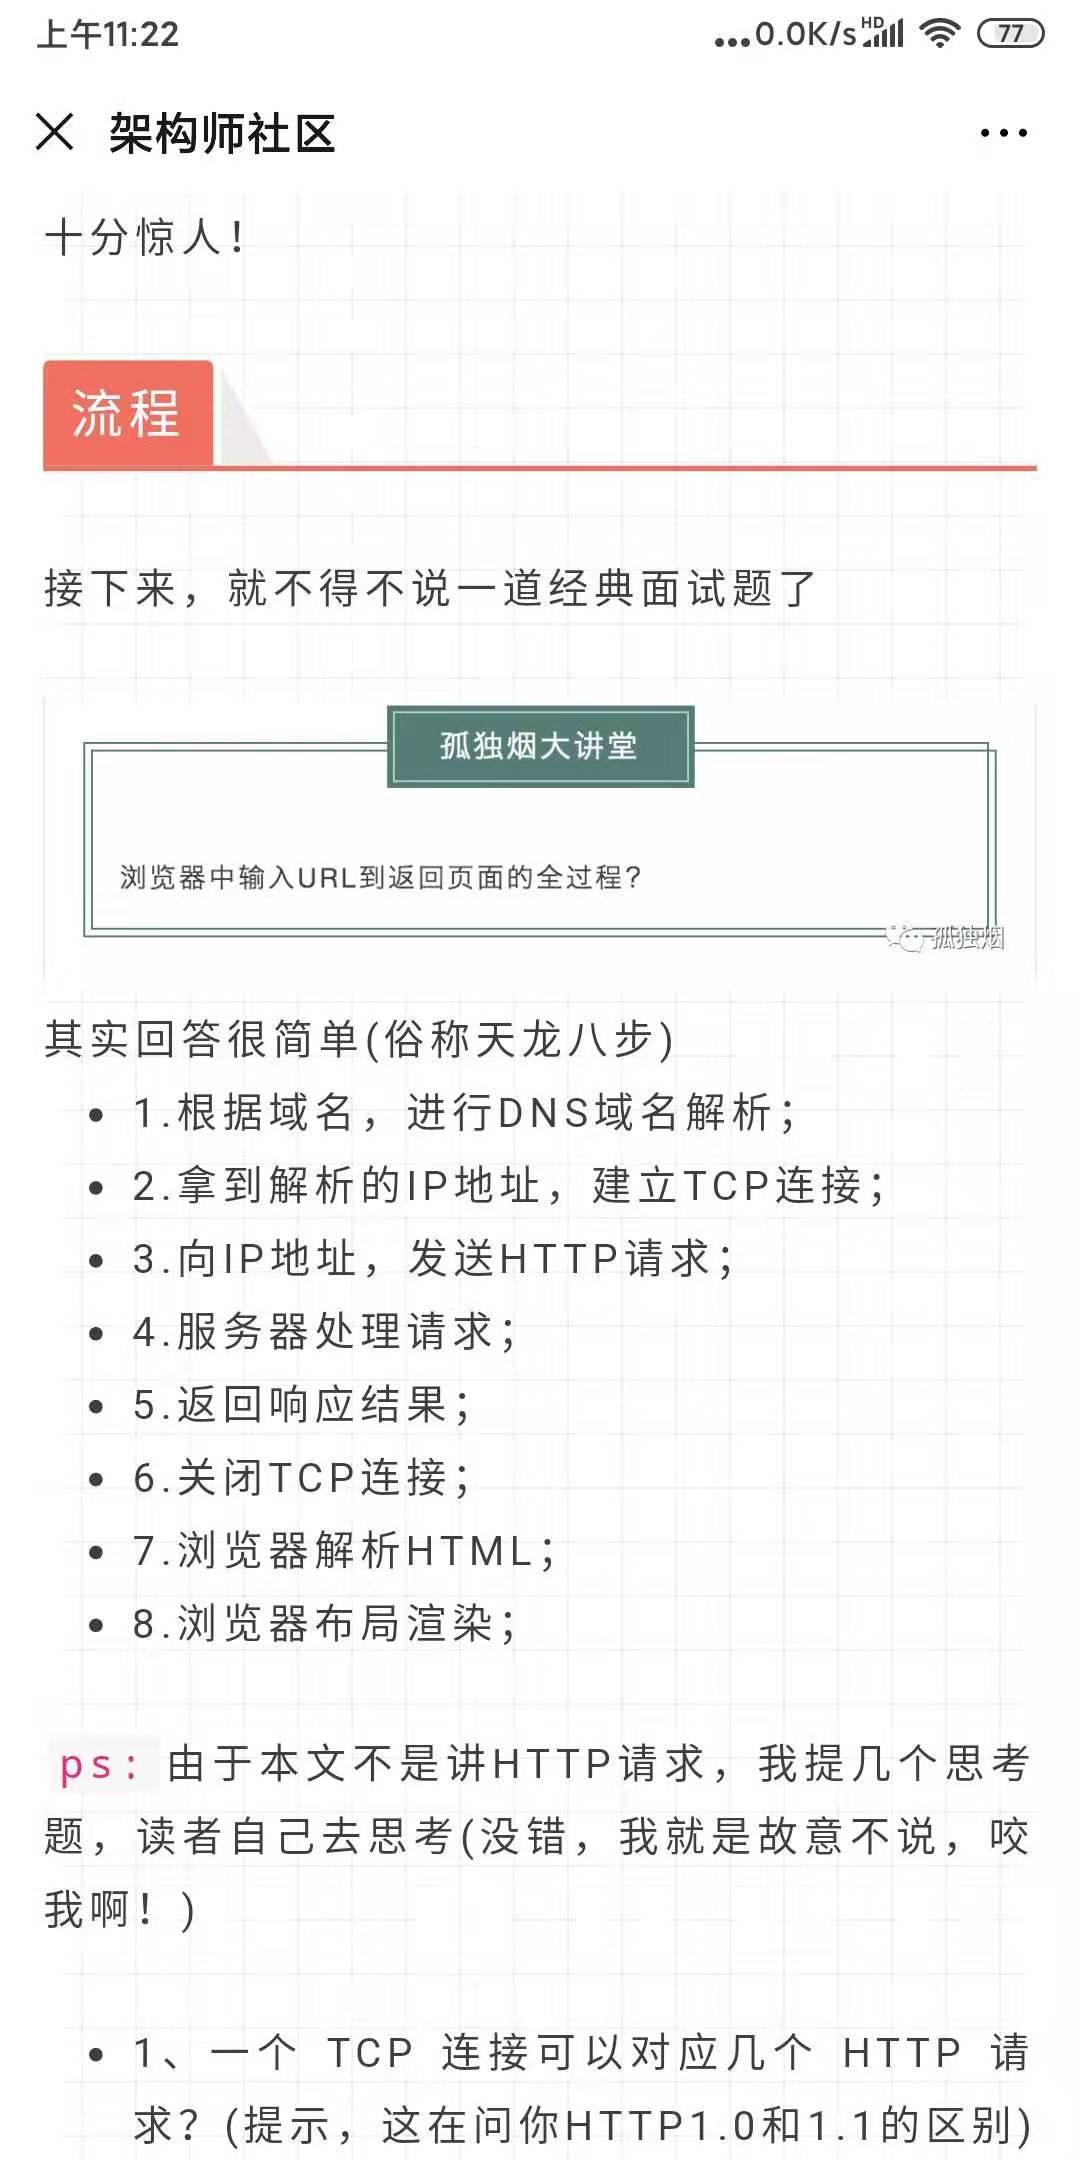 上午11:22
...0.0K/s HD 77
架构师社区
十分惊人！
流程
接下来，就不得不说一道经典面试题了
孤独烟大讲堂
浏览器中输入URL到返回页面的全过程？
孤独烟
其实回答很简单(俗称天龙八步)
1.根据域名，进行DNS域名解析；
2.拿到解析的IP地址，建立TCP连接；
3.向IP地址，发送HTTP请求；
4.服务器处理请求；
5.返回响应结果；
6.关闭TCP连接；
7.浏览器解析HTML；
8.浏览器布局渲染；
ps:由于本文不是讲HTTP请求，我提几个思考
题，读者自己去思考(没错，我就是故意不说，咬
我啊！)
1、一个 TCP 连接可以对应几个 HTTP 请
求？(提示，这在问你HTTP1.0和1.1的区别)